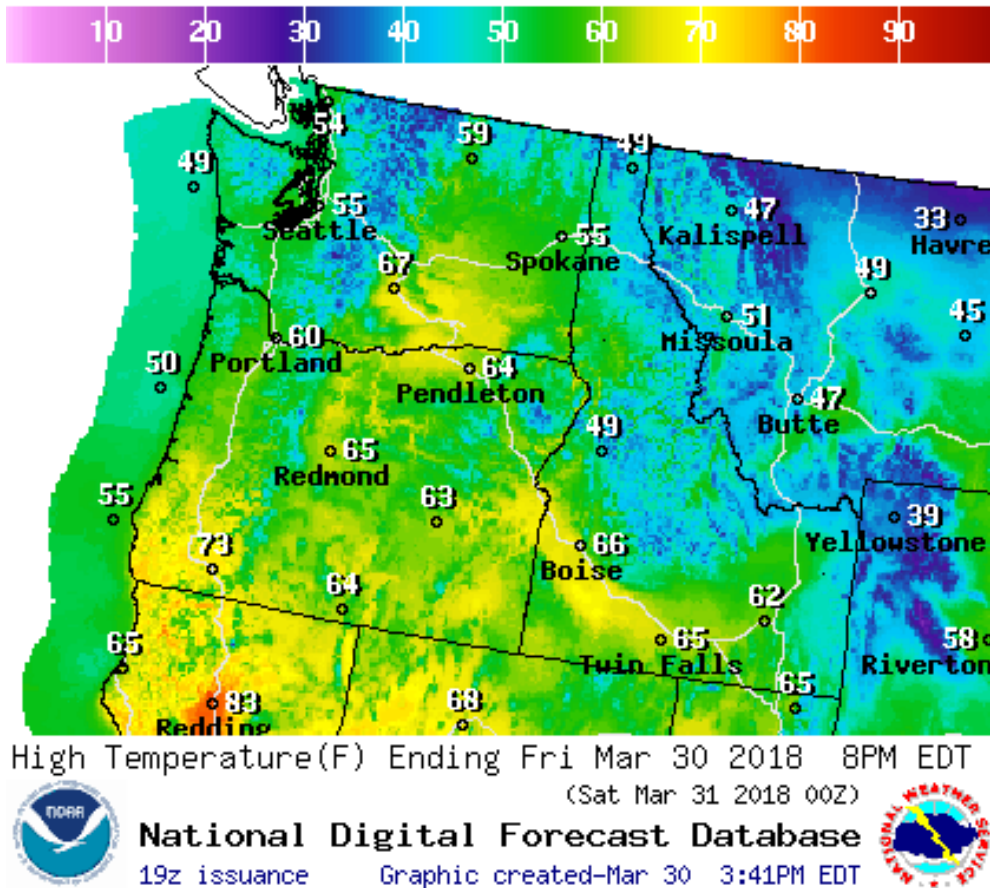 10 20 30 40 50 60 70 80 90
54
59
49
49
55
Seattle
47
Kalispell
33
Havre
55
Spokane
67
49
45
51
Missoula
60
Portland
50
64
Pendleton
47
Butte
65
Redmond
49
55
63
39
Yellowstone
73
66
Boise
64
62
65
65
Twin Falls
58
Riverton
83
Redding
68
65
High Temperature(F) Ending Fri Mar 30 2018 8PM EDT
(Sat Mar 31 2018 00Z)
NOAA
National Digital Forecast Database
19z issuance Graphic created-Mar 30 3:41PM EDT
NATIONAL WEATHER SERVICE